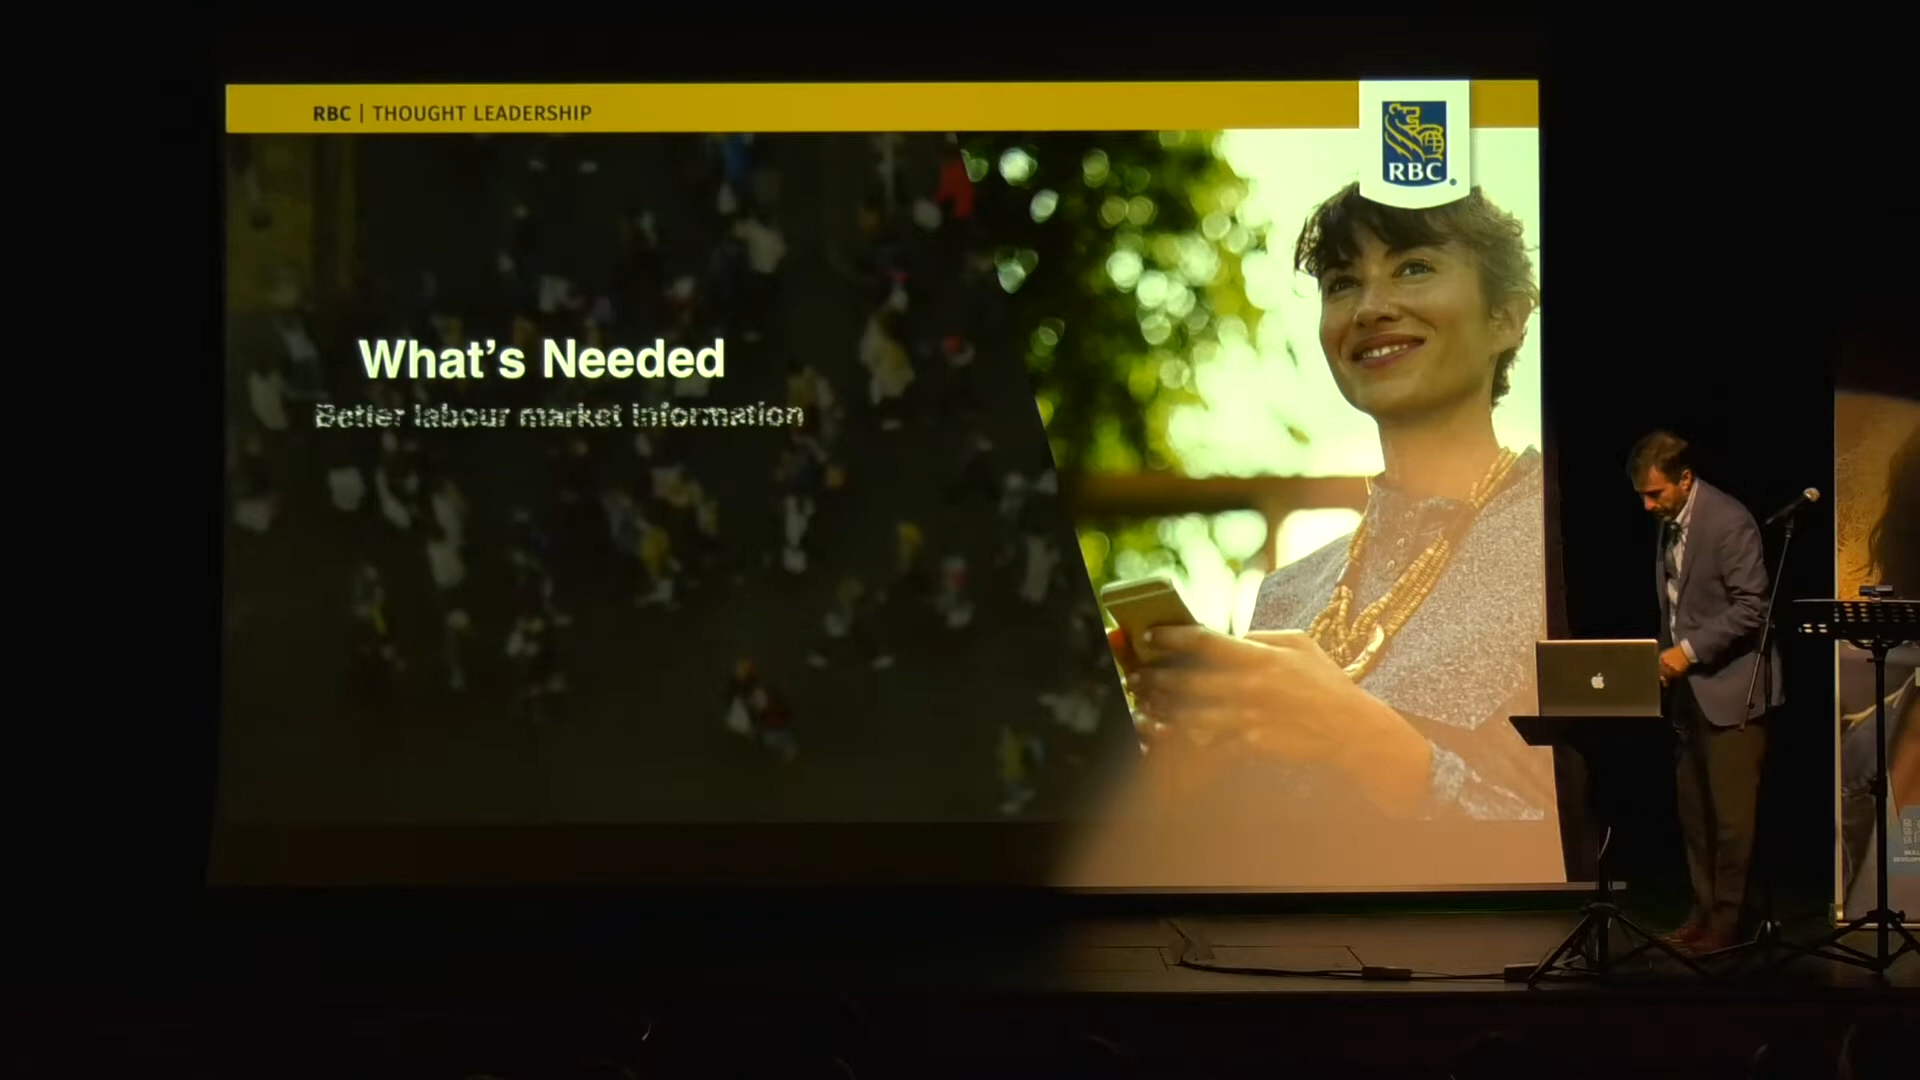 RBC | THOUGHT LEADERSHIP
RBC
What's Needed
Better labour market information